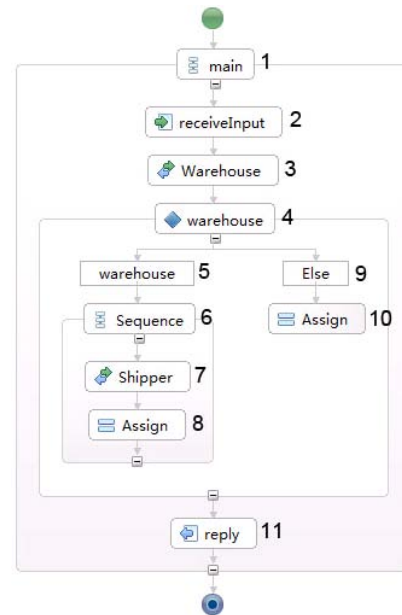 main 1
receiveInput 2
Warehouse 3
warehouse 4
warehouse 5
Else 9
Sequence 6
Assign 10
Shipper 7
Assign 8
reply 11